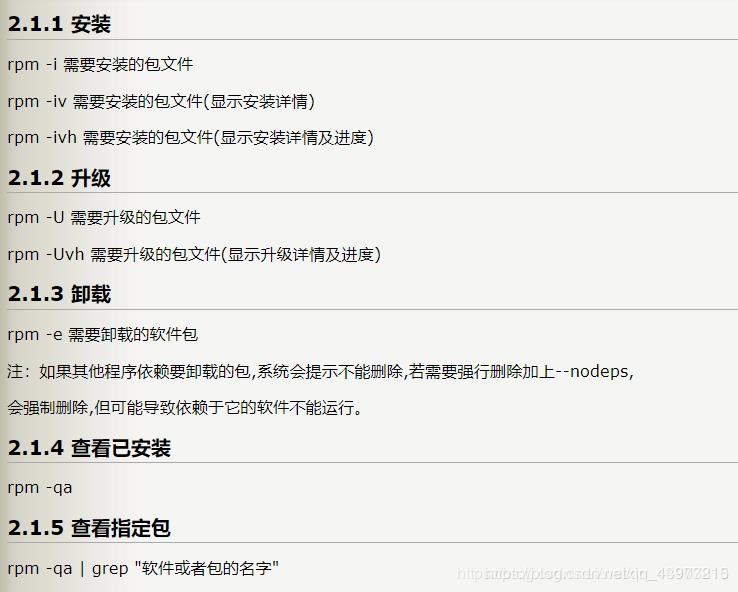 2.1.1 安装
rpm -i 需要安装的包文件
rpm -iv 需要安装的包文件(显示安装详情)
rpm -ivh 需要安装的包文件(显示安装详情及进度)
2.1.2 升级
rpm -U 需要升级的包文件
rpm -Uvh 需要升级的包文件(显示升级详情及进度)
2.1.3 卸载
rpm -e 需要卸载的软件包
注：如果其他程序依赖要卸载的包,系统会提示不能删除,若需要强行删除加上--nodeps,
会强制删除,但可能导致依赖于它的软件不能运行。
2.1.4 查看已安装
rpm -qa
2.1.5 查看指定包
rpm -qa | grep "软件或者包的名字"